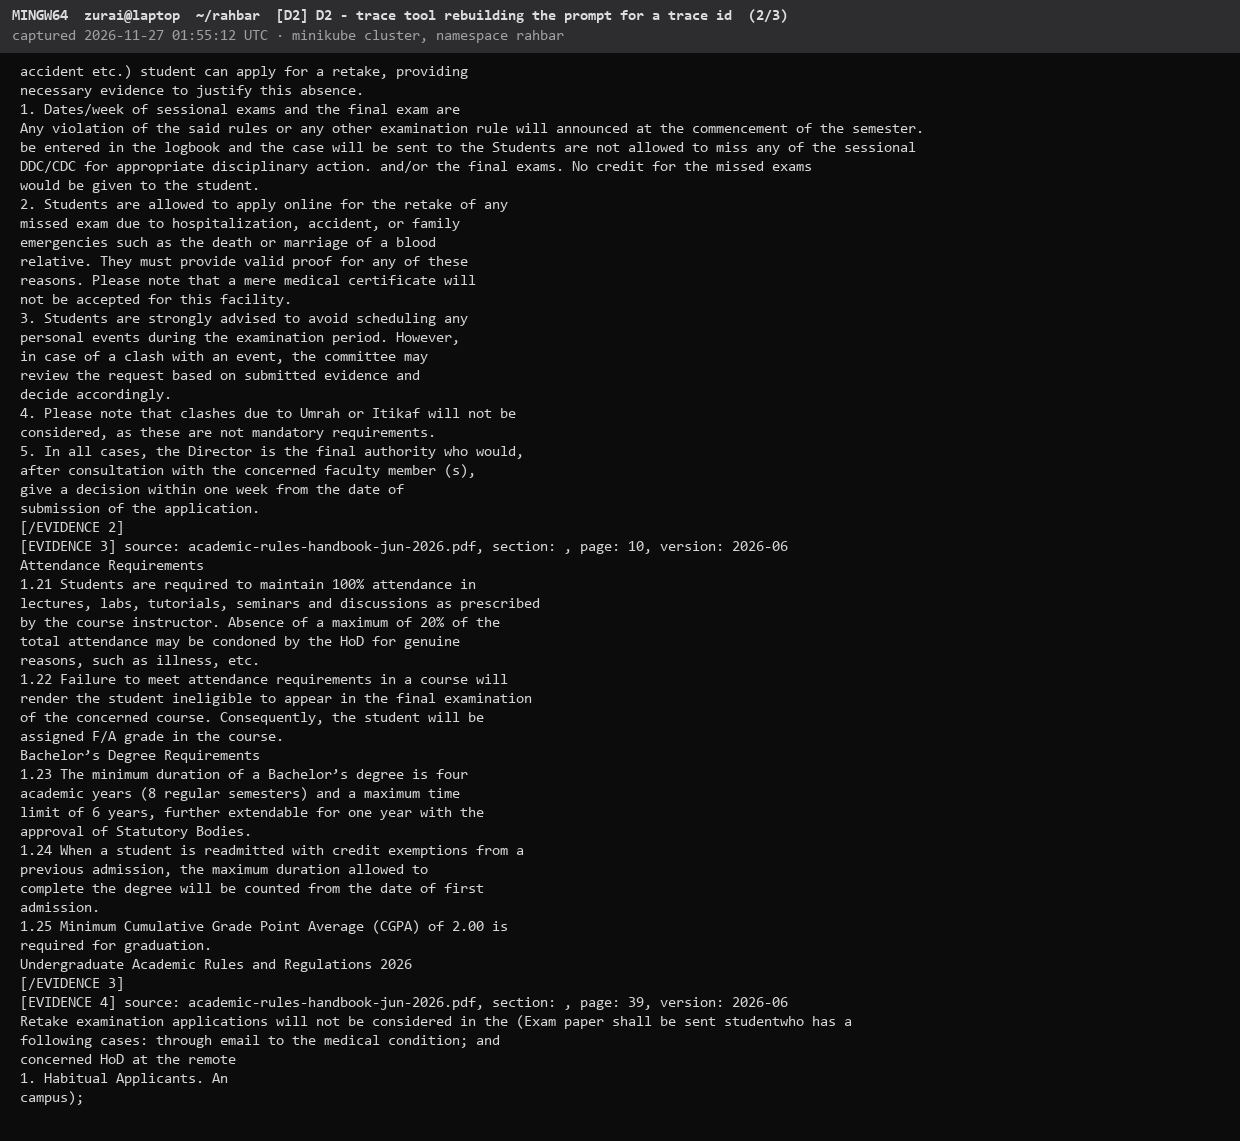 MINGW64  zurai@laptop  ~/rahbar  [D2] D2 - trace tool rebuilding the prompt for a trace id  (2/3)
captured 2026-11-27 01:55:12 UTC · minikube cluster, namespace rahbar
accident etc.) student can apply for a retake, providing
necessary evidence to justify this absence.
1. Dates/week of sessional exams and the final exam are
Any violation of the said rules or any other examination rule will announced at the commencement of the semester.
be entered in the logbook and the case will be sent to the Students are not allowed to miss any of the sessional
DDC/CDC for appropriate disciplinary action. and/or the final exams. No credit for the missed exams
would be given to the student.
2. Students are allowed to apply online for the retake of any
missed exam due to hospitalization, accident, or family
emergencies such as the death or marriage of a blood
relative. They must provide valid proof for any of these
reasons. Please note that a mere medical certificate will
not be accepted for this facility.
3. Students are strongly advised to avoid scheduling any
personal events during the examination period. However,
in case of a clash with an event, the committee may
review the request based on submitted evidence and
decide accordingly.
4. Please note that clashes due to Umrah or Itikaf will not be
considered, as these are not mandatory requirements.
5. In all cases, the Director is the final authority who would,
after consultation with the concerned faculty member (s),
give a decision within one week from the date of
submission of the application.
[/EVIDENCE 2]
[EVIDENCE 3] source: academic-rules-handbook-jun-2026.pdf, section: , page: 10, version: 2026-06
Attendance Requirements
1.21 Students are required to maintain 100% attendance in
lectures, labs, tutorials, seminars and discussions as prescribed
by the course instructor. Absence of a maximum of 20% of the
total attendance may be condoned by the HoD for genuine
reasons, such as illness, etc.
1.22 Failure to meet attendance requirements in a course will
render the student ineligible to appear in the final examination
of the concerned course. Consequently, the student will be
assigned F/A grade in the course.
Bachelor’s Degree Requirements
1.23 The minimum duration of a Bachelor’s degree is four
academic years (8 regular semesters) and a maximum time
limit of 6 years, further extendable for one year with the
approval of Statutory Bodies.
1.24 When a student is readmitted with credit exemptions from a
previous admission, the maximum duration allowed to
complete the degree will be counted from the date of first
admission.
1.25 Minimum Cumulative Grade Point Average (CGPA) of 2.00 is
required for graduation.
Undergraduate Academic Rules and Regulations 2026
[/EVIDENCE 3]
[EVIDENCE 4] source: academic-rules-handbook-jun-2026.pdf, section: , page: 39, version: 2026-06
Retake examination applications will not be considered in the (Exam paper shall be sent studentwho has a
following cases: through email to the medical condition; and
concerned HoD at the remote
1. Habitual Applicants. An
campus);